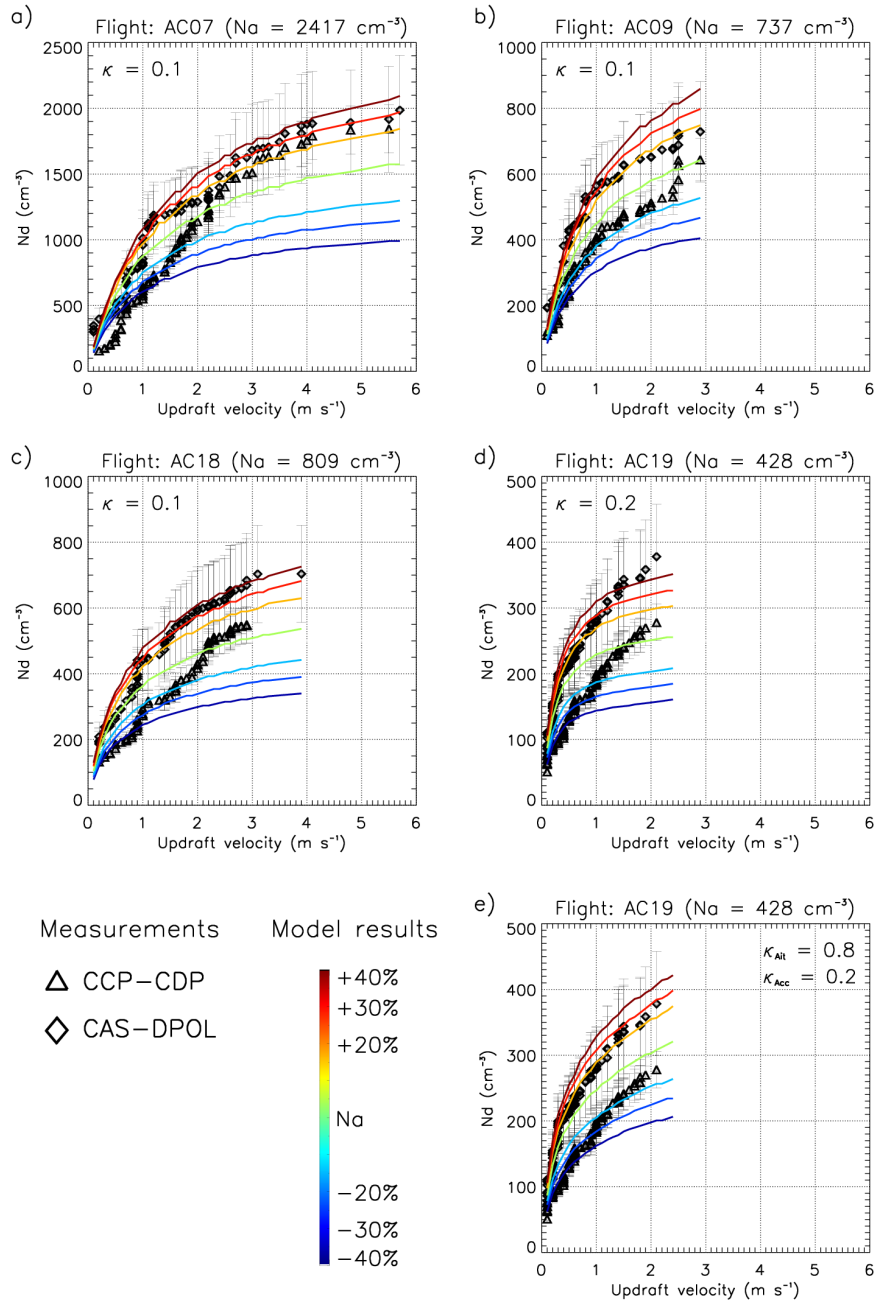 a) Flight: AC07 (Na = 2417 cm⁻³)
κ = 0.1
Nd (cm⁻³)
2500
2000
1500
1000
500
0
0 1 2 3 4 5 6
Updraft velocity (m s⁻¹)
b) Flight: AC09 (Na = 737 cm⁻³)
κ = 0.1
Nd (cm⁻³)
1000
800
600
400
200
0
0 1 2 3 4 5 6
Updraft velocity (m s⁻¹)
c) Flight: AC18 (Na = 809 cm⁻³)
κ = 0.1
Nd (cm⁻³)
1000
800
600
400
200
0
0 1 2 3 4 5 6
Updraft velocity (m s⁻¹)
d) Flight: AC19 (Na = 428 cm⁻³)
κ = 0.2
Nd (cm⁻³)
500
400
300
200
100
0
0 1 2 3 4 5 6
Updraft velocity (m s⁻¹)
Measurements
CCP-CDP
CAS-DPOL
Model results
+40%
+30%
+20%
Na
-20%
-30%
-40%
e) Flight: AC19 (Na = 428 cm⁻³)
κAit = 0.8
κAcc = 0.2
Nd (cm⁻³)
500
400
300
200
100
0
0 1 2 3 4 5 6
Updraft velocity (m s⁻¹)